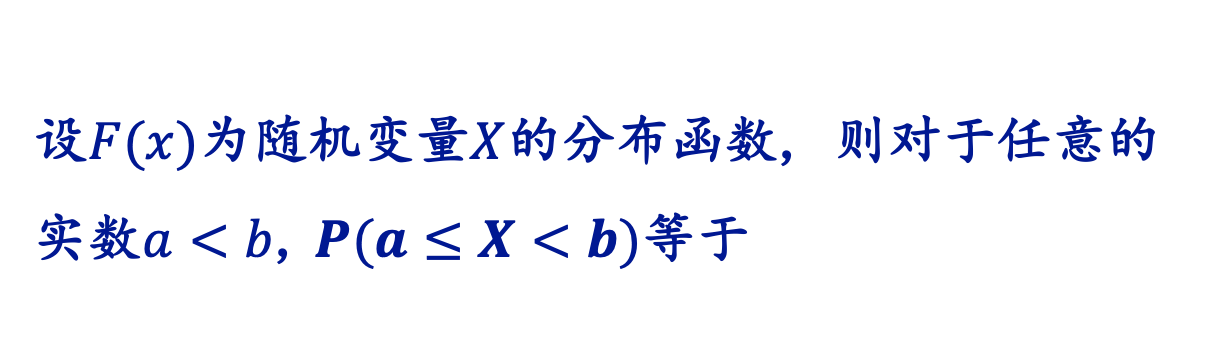 设F(x)为随机变量X的分布函数，则对于任意的
实数a < b, P(a ≤ X < b)等于